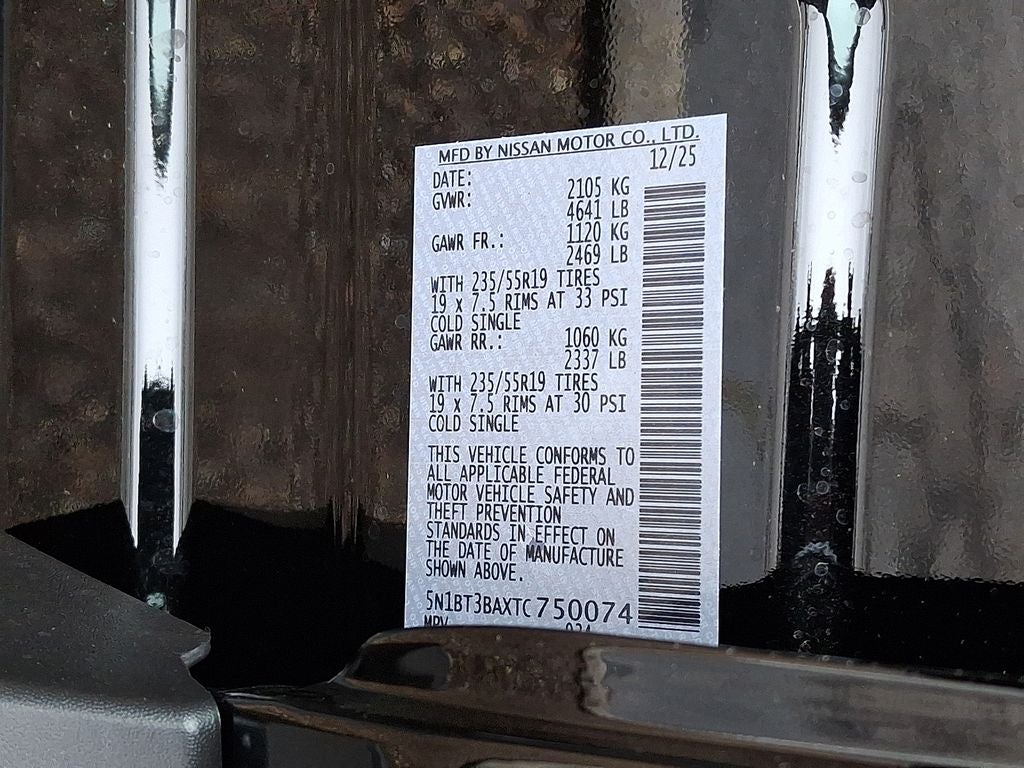 MFD BY NISSAN MOTOR CO., LTD.
DATE: 12/25
GVWR: 2105 KG
4641 LB
GAWR FR.: 1120 KG
2469 LB
WITH 235/55R19 TIRES
19 x 7.5 RIMS AT 33 PSI
COLD SINGLE
GAWR RR.: 1060 KG
2337 LB
WITH 235/55R19 TIRES
19 x 7.5 RIMS AT 30 PSI
COLD SINGLE
THIS VEHICLE CONFORMS TO
ALL APPLICABLE FEDERAL
MOTOR VEHICLE SAFETY AND
THEFT PREVENTION
STANDARDS IN EFFECT ON
THE DATE OF MANUFACTURE
SHOWN ABOVE.
5N1BT3BAXTC750074
MPV